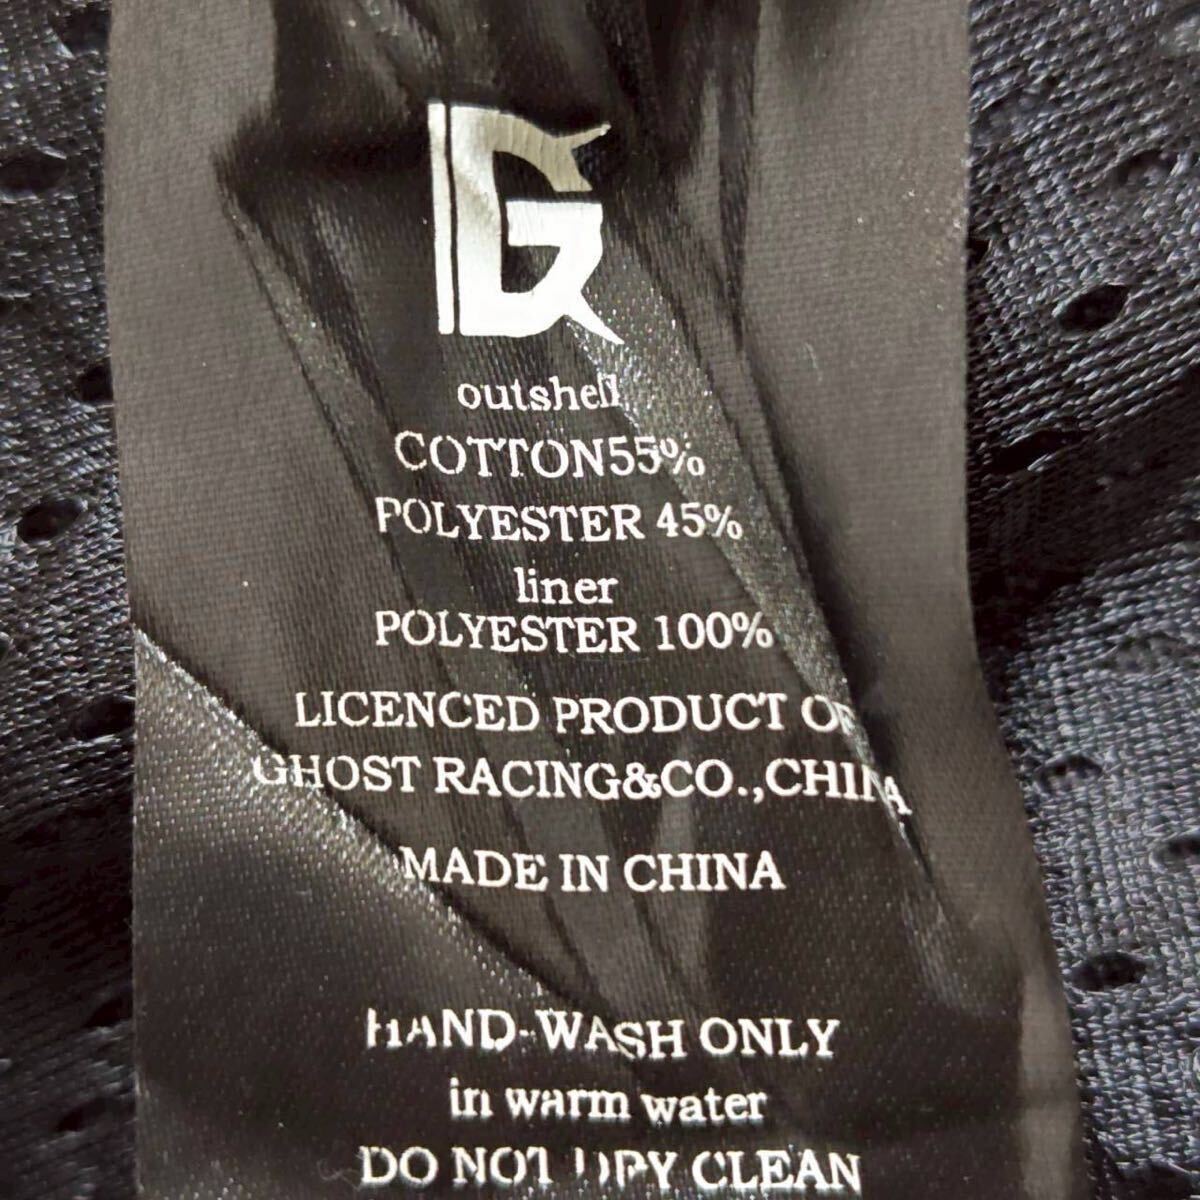 G
outshell
COTTON55%
POLYESTER 45%
liner
POLYESTER 100%
LICENCED PRODUCT OF
GHOST RACING&CO.,CHINA
MADE IN CHINA
HAND-WASH ONLY
in warm water
DO NOT DRY CLEAN